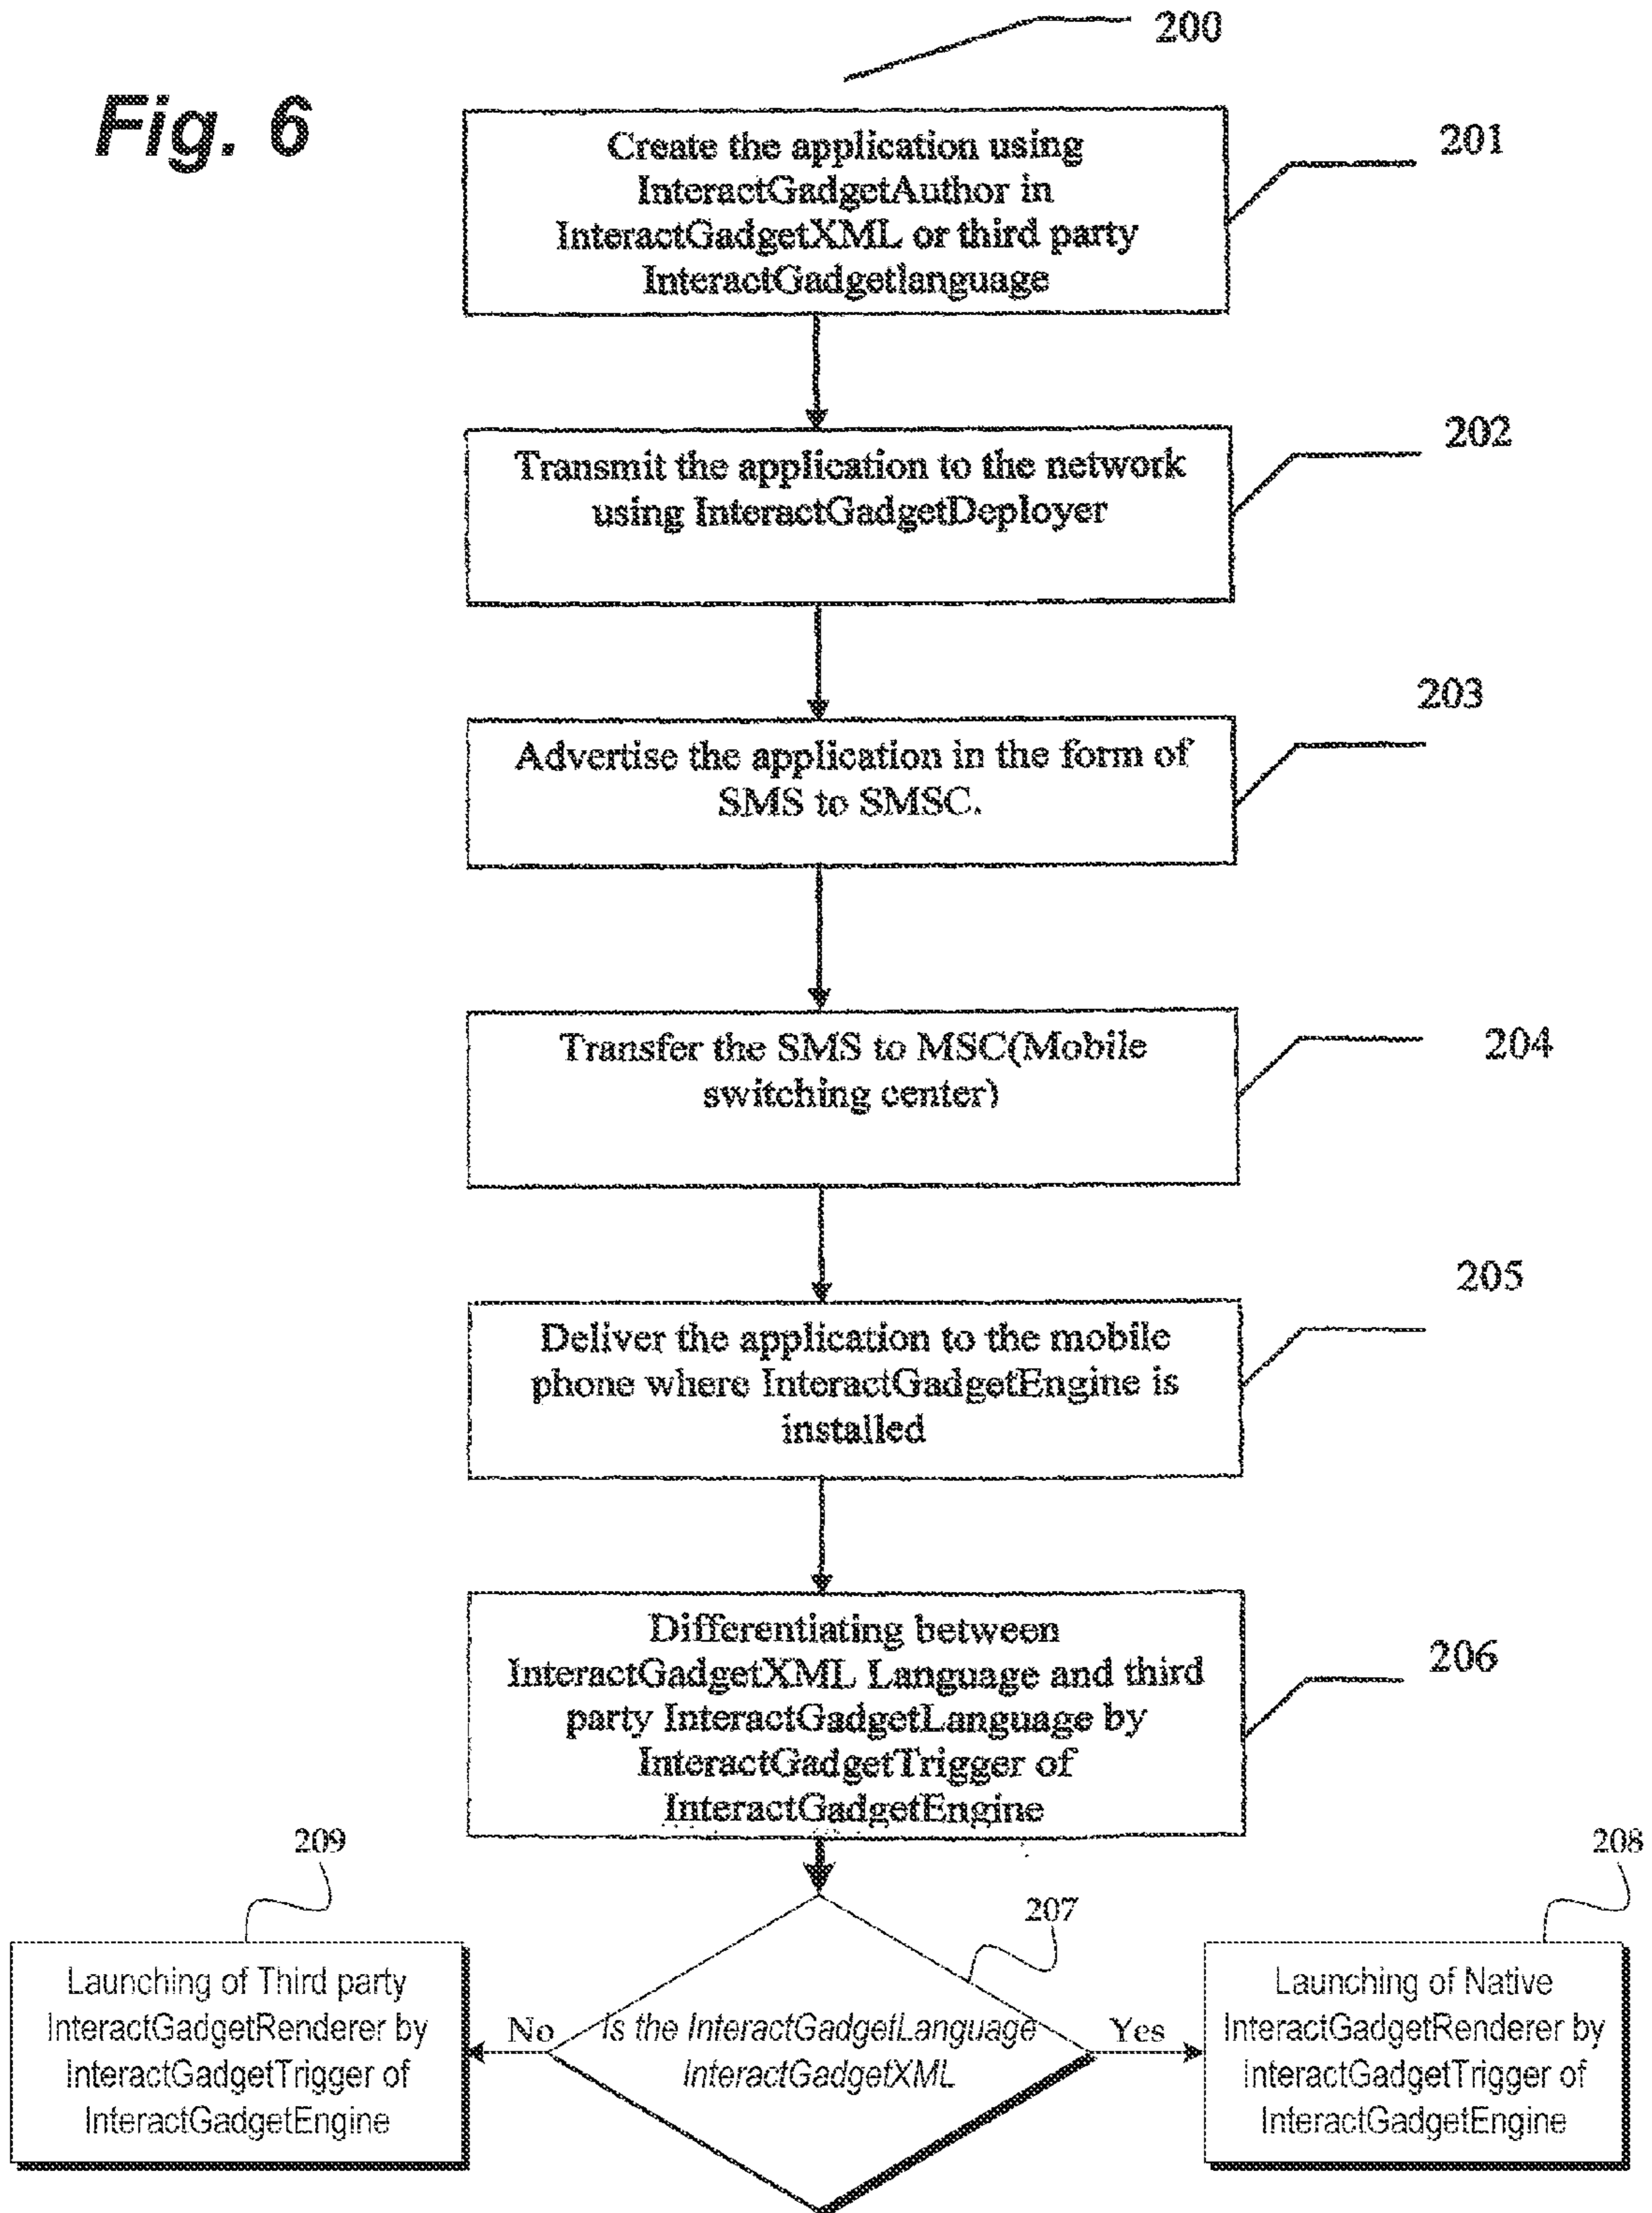 200
Fig. 6
Create the application using
InteractGadgetAuthor in
InteractGadgetXML or third party
InteractGadgetlanguage
201
Transmit the application to the network
using InteractGadgetDeployer
202
Advertise the application in the form of
SMS to SMSC.
203
Transfer the SMS to MSC(Mobile
switching center)
204
Deliver the application to the mobile
phone where InteractGadgetEngine is
installed
205
Differentiating between
InteractGadgetXML Language and third
party InteractGadgetLanguage by
InteractGadgetTrigger of
InteractGadgetEngine
206
209
Launching of Third party
InteractGadgetRenderer by
InteractGadgetTrigger of
InteractGadgetEngine
No
207
Is the InteractGadgetLanguage
InteractGadgetXML
Yes
208
Launching of Native
InteractGadgetRenderer by
InteractGadgetTrigger of
InteractGadgetEngine